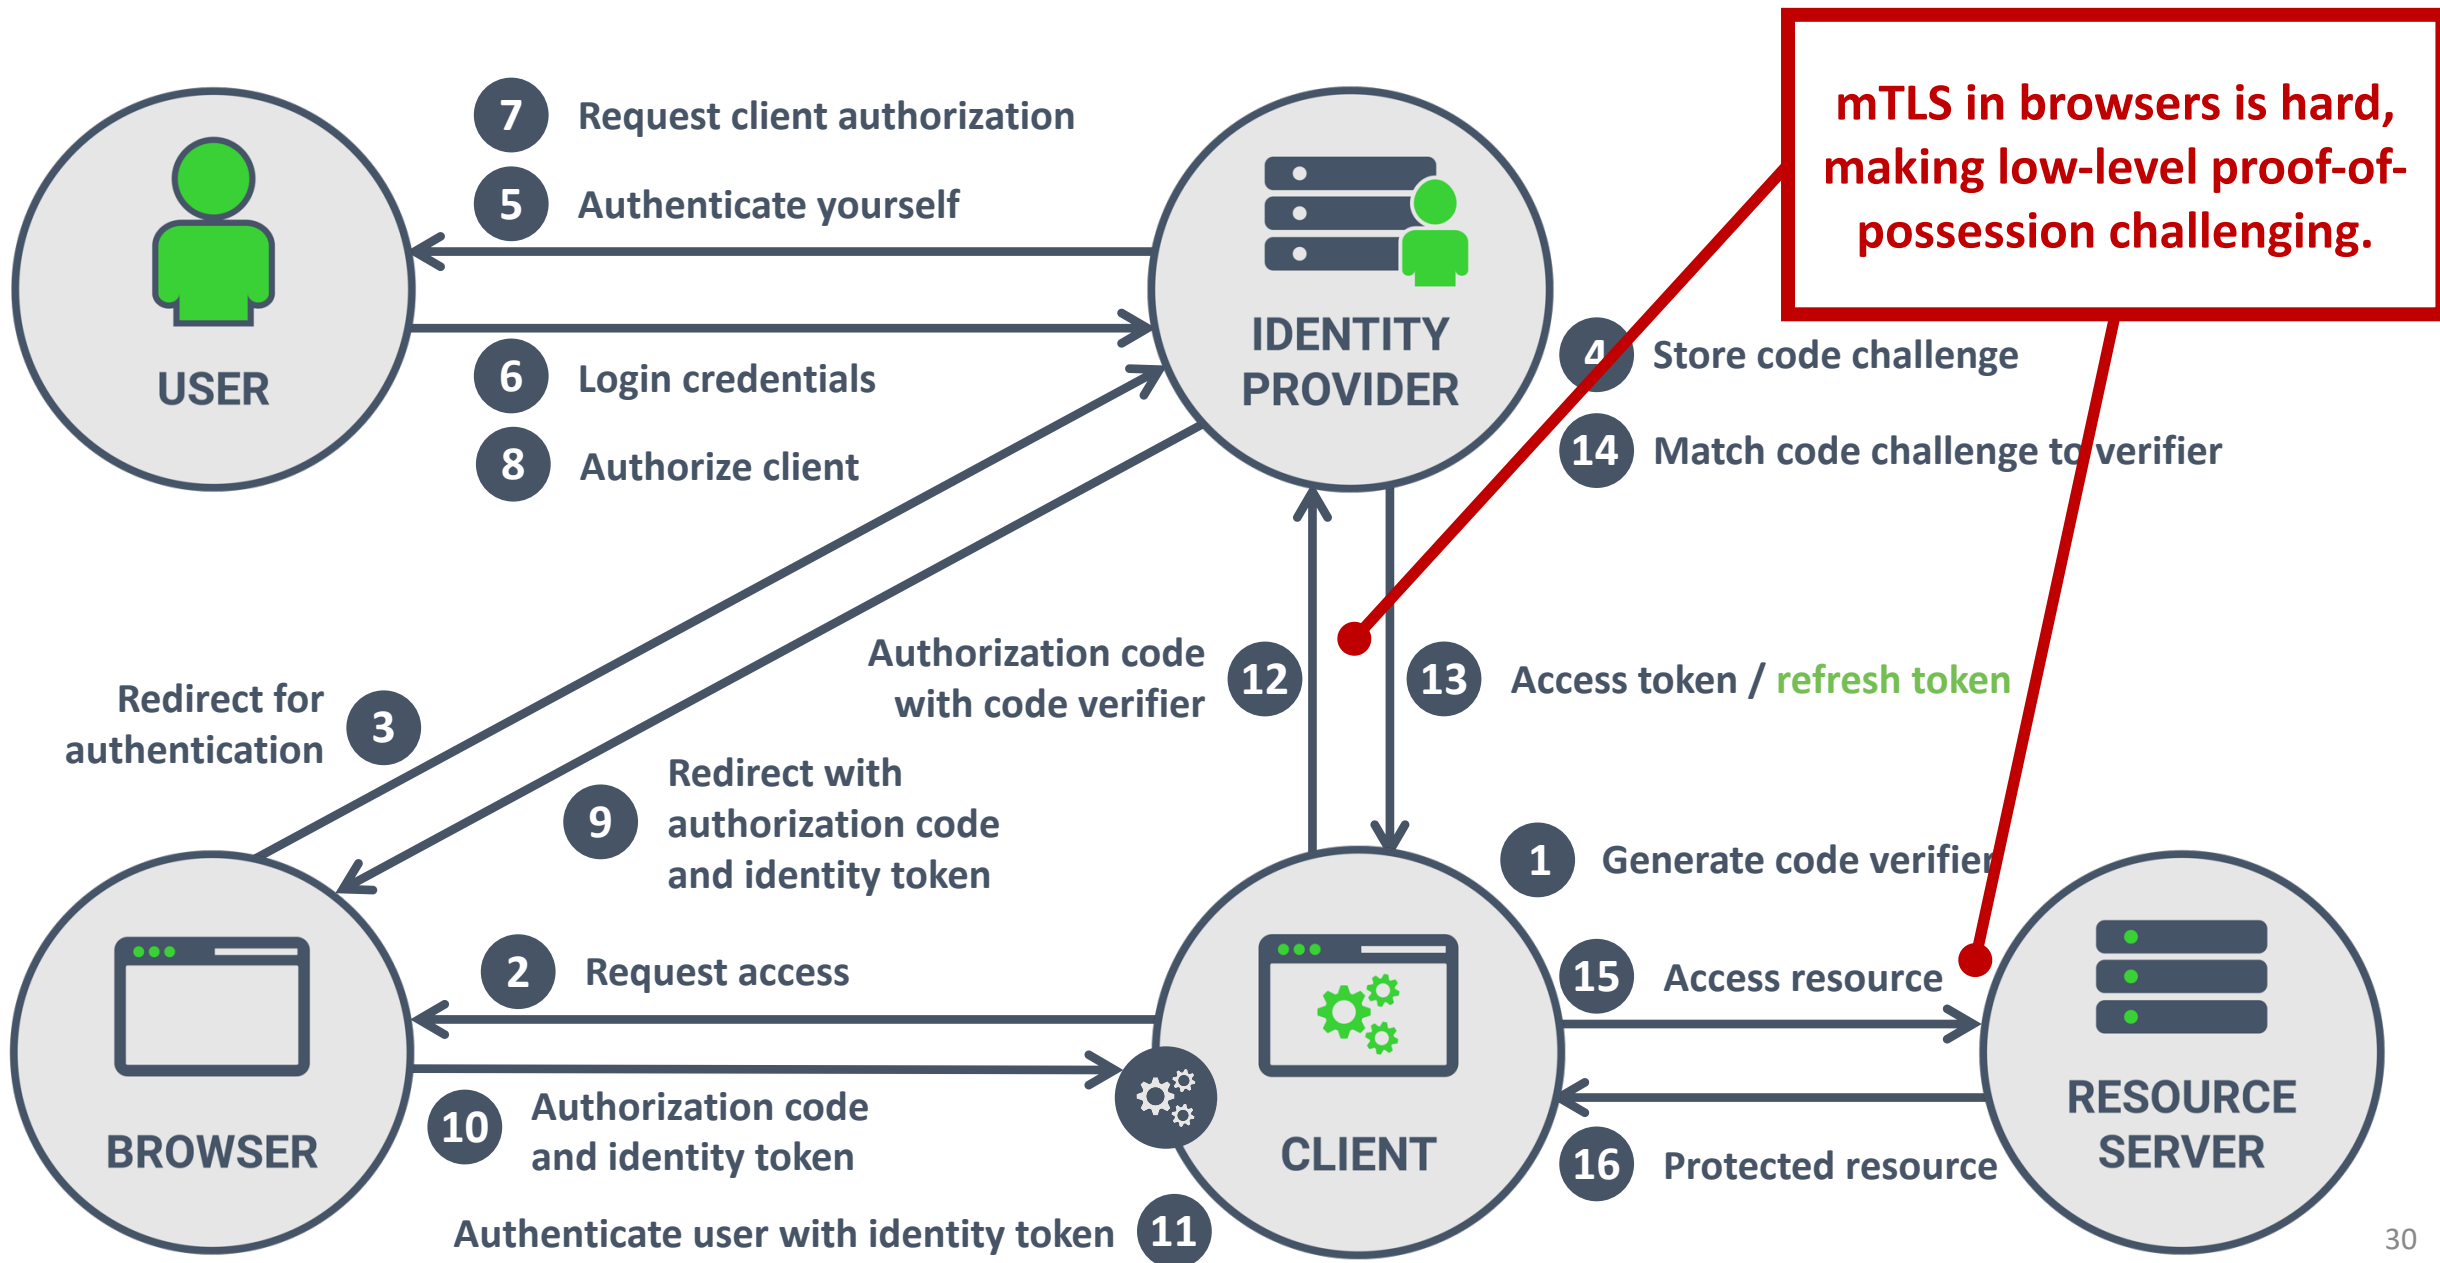 7 Request client authorization
5 Authenticate yourself
mTLS in browsers is hard,
making low-level proof-of-
possession challenging.
USER
IDENTITY
PROVIDER
6 Login credentials
8 Authorize client
4 Store code challenge
14 Match code challenge to verifier
Redirect for
authentication
3
Authorization code
with code verifier
12
13 Access token / refresh token
9
Redirect with
authorization code
and identity token
1 Generate code verifier
2 Request access
15 Access resource
BROWSER
10
Authorization code
and identity token
CLIENT
RESOURCE
SERVER
16 Protected resource
Authenticate user with identity token 11
30